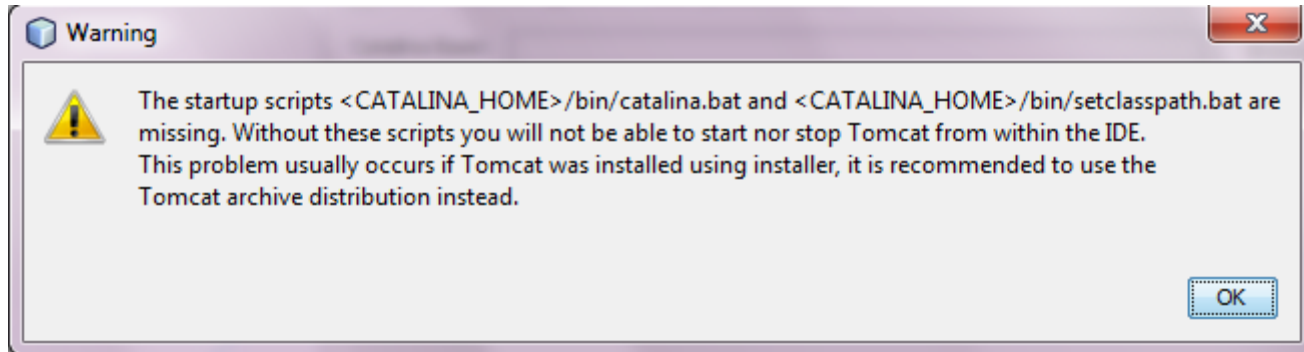 Warning
The startup scripts <CATALINA_HOME>/bin/catalina.bat and <CATALINA_HOME>/bin/setclasspath.bat are
missing. Without these scripts you will not be able to start nor stop Tomcat from within the IDE.
This problem usually occurs if Tomcat was installed using installer, it is recommended to use the
Tomcat archive distribution instead.
OK